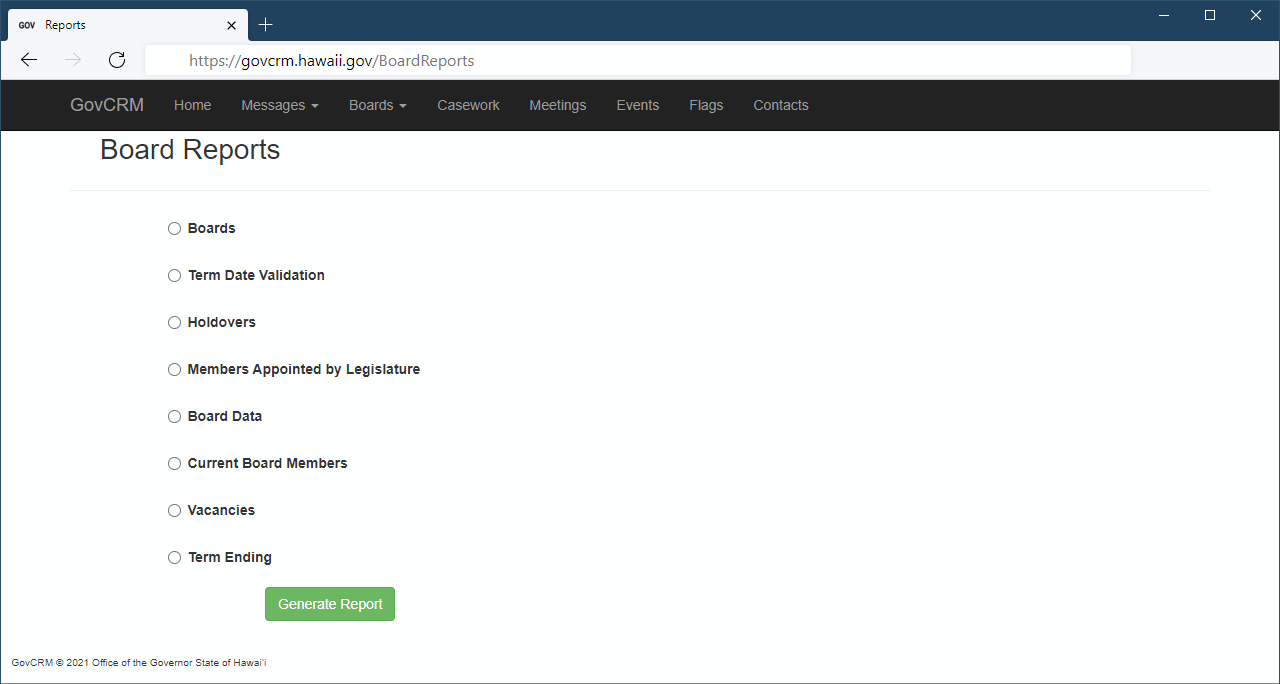 GOV Reports
https://govcrm.hawaii.gov/BoardReports
GovCRM Home Messages Boards Casework Meetings Events Flags Contacts
Board Reports
Boards
Term Date Validation
Holdovers
Members Appointed by Legislature
Board Data
Current Board Members
Vacancies
Term Ending
Generate Report
GovCRM © 2021 Office of the Governor State of Hawai'i